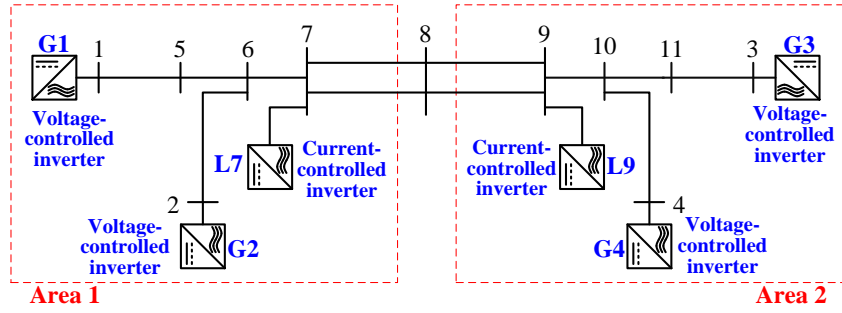 G1
1
5
6
7
8
9
10
11
3
G3
Voltage-
controlled
inverter
L7
Current-
controlled
inverter
Current-
controlled
inverter
L9
Voltage-
controlled
inverter
2
Voltage-
controlled
inverter
G2
4
G4
Voltage-
controlled
inverter
Area 1
Area 2